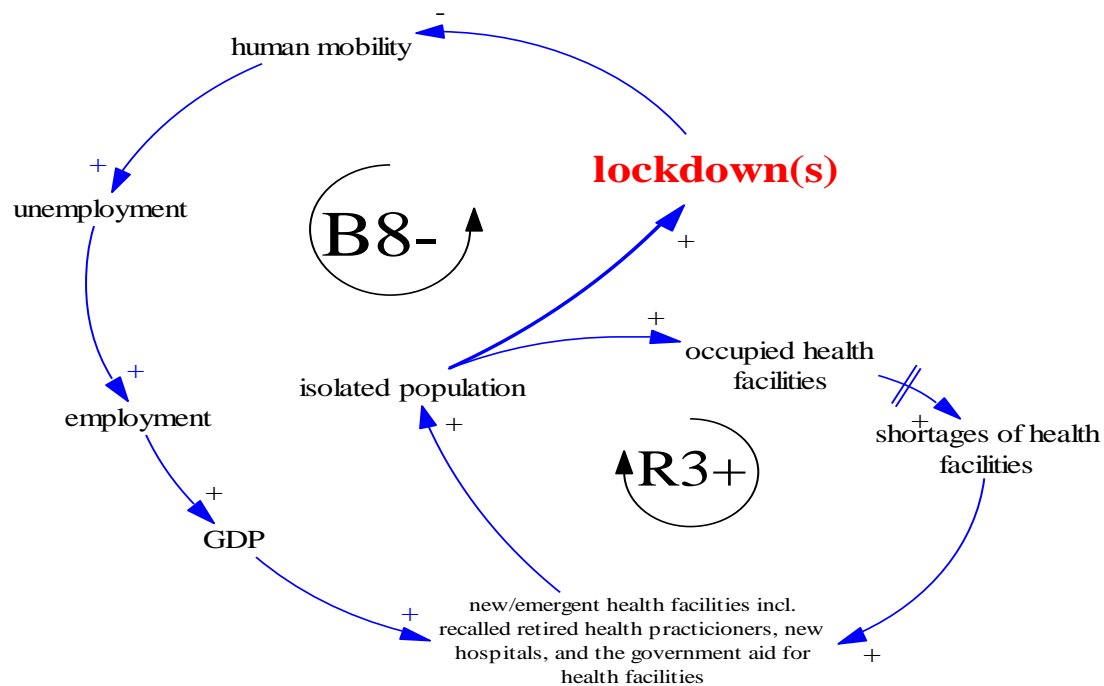 -
human mobility
+
lockdown(s)
unemployment
B8-
+
+
occupied health
facilities
+
isolated population
employment
+
+
shortages of health
facilities
R3+
+
GDP
+
new/emergent health facilities incl.
recalled retired health practicioners, new
hospitals, and the government aid for
health facilities
+